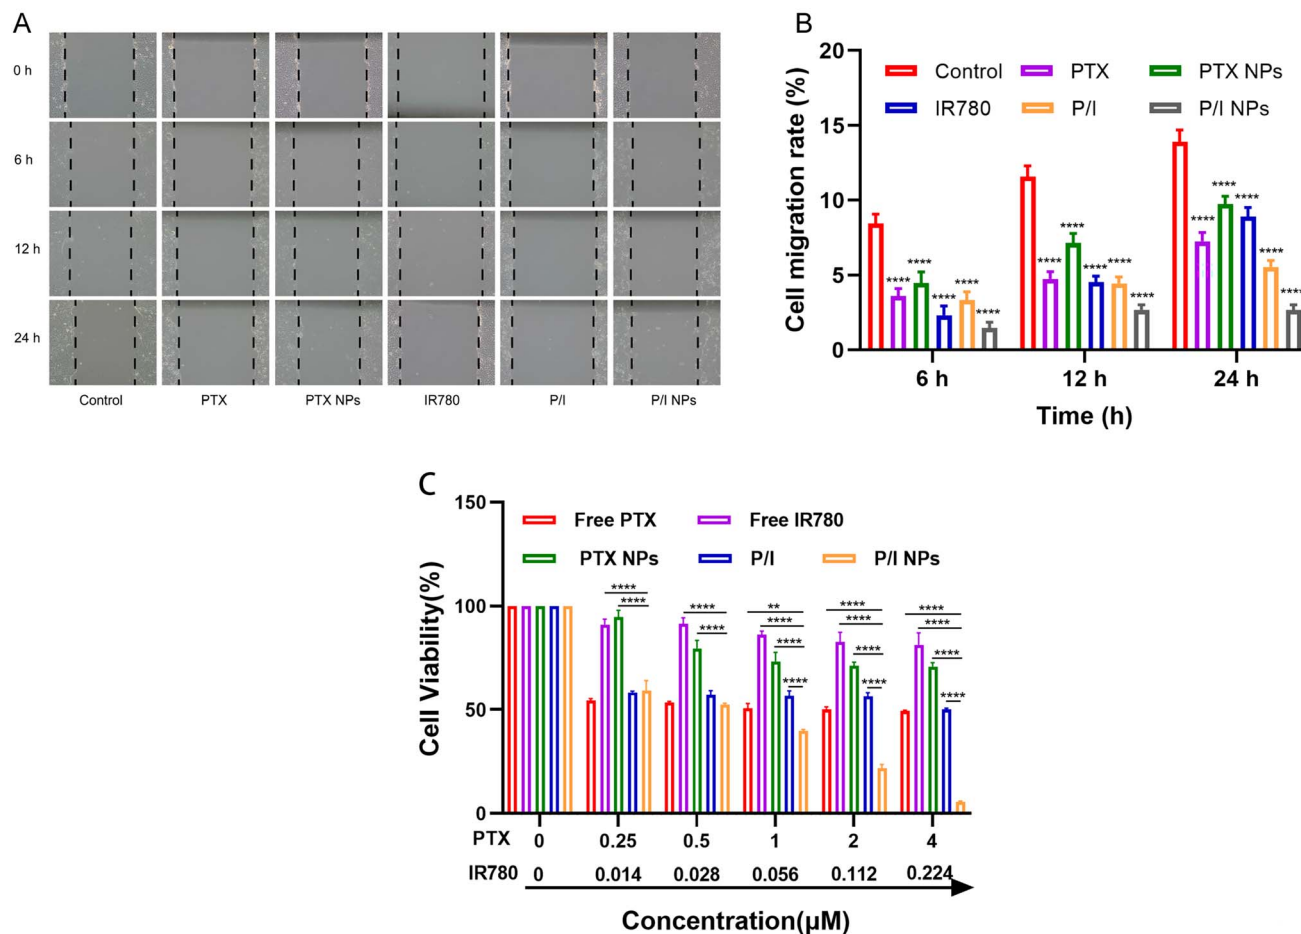 A
0 h
6 h
12 h
24 h
Control PTX PTX NPs IR780 P/I P/I NPs
B
20
15
10
5
0
Cell migration rate (%)
Control PTX PTX NPs
IR780 P/I P/I NPs
**** **** **** **** ****
**** **** **** **** ****
**** **** **** **** ****
6 h 12 h 24 h
Time (h)
C
150
100
50
0
Cell Viability(%)
Free PTX Free IR780
PTX NPs P/I P/I NPs
**** **** ** **** ****
**** **** **** **** ****
**** **** ****
**** **** ****
PTX 0 0.25 0.5 1 2 4
IR780 0 0.014 0.028 0.056 0.112 0.224
Concentration(μM)